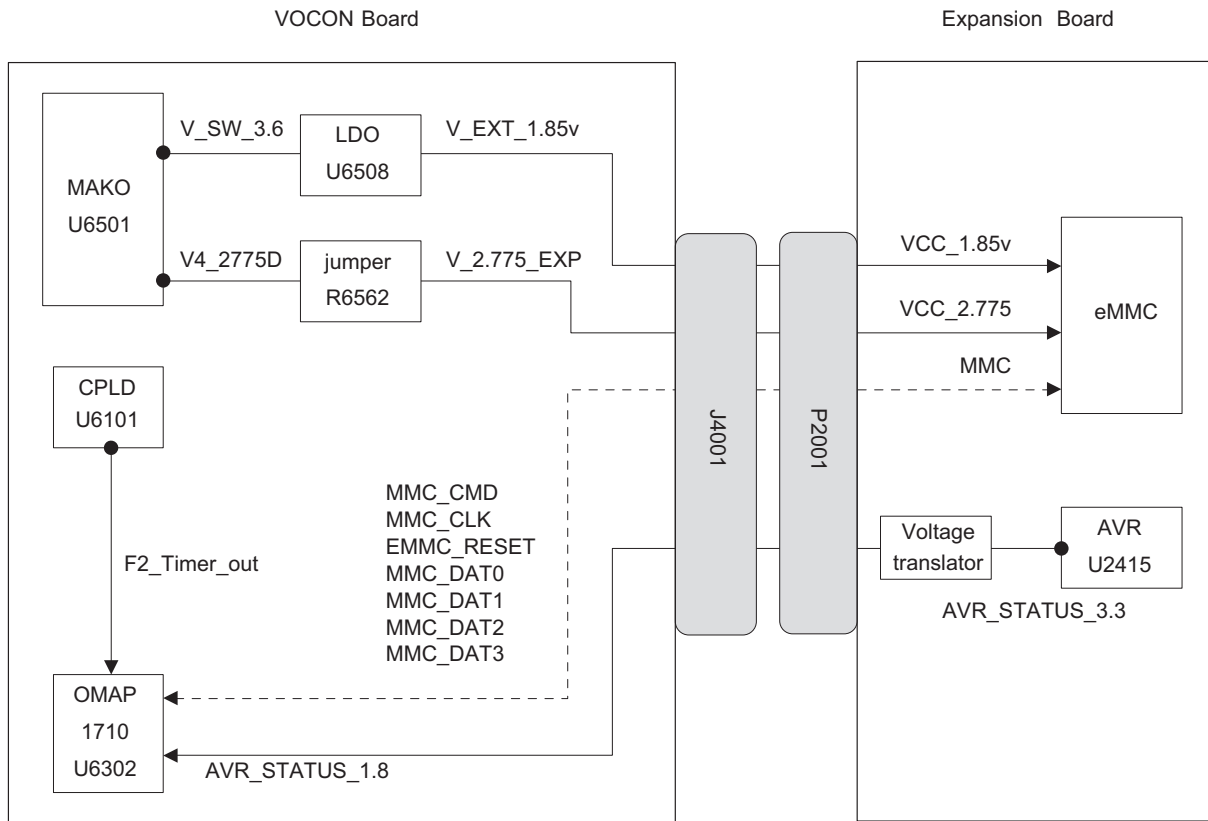 VOCON Board
Expansion Board
MAKO
U6501
V_SW_3.6
LDO
U6508
V_EXT_1.85v
V4_2775D
jumper
R6562
V_2.775_EXP
VCC_1.85v
VCC_2.775
MMC
eMMC
CPLD
U6101
F2_Timer_out
MMC_CMD
MMC_CLK
EMMC_RESET
MMC_DAT0
MMC_DAT1
MMC_DAT2
MMC_DAT3
J4001
P2001
Voltage
translator
AVR
U2415
AVR_STATUS_3.3
OMAP
1710
U6302
AVR_STATUS_1.8